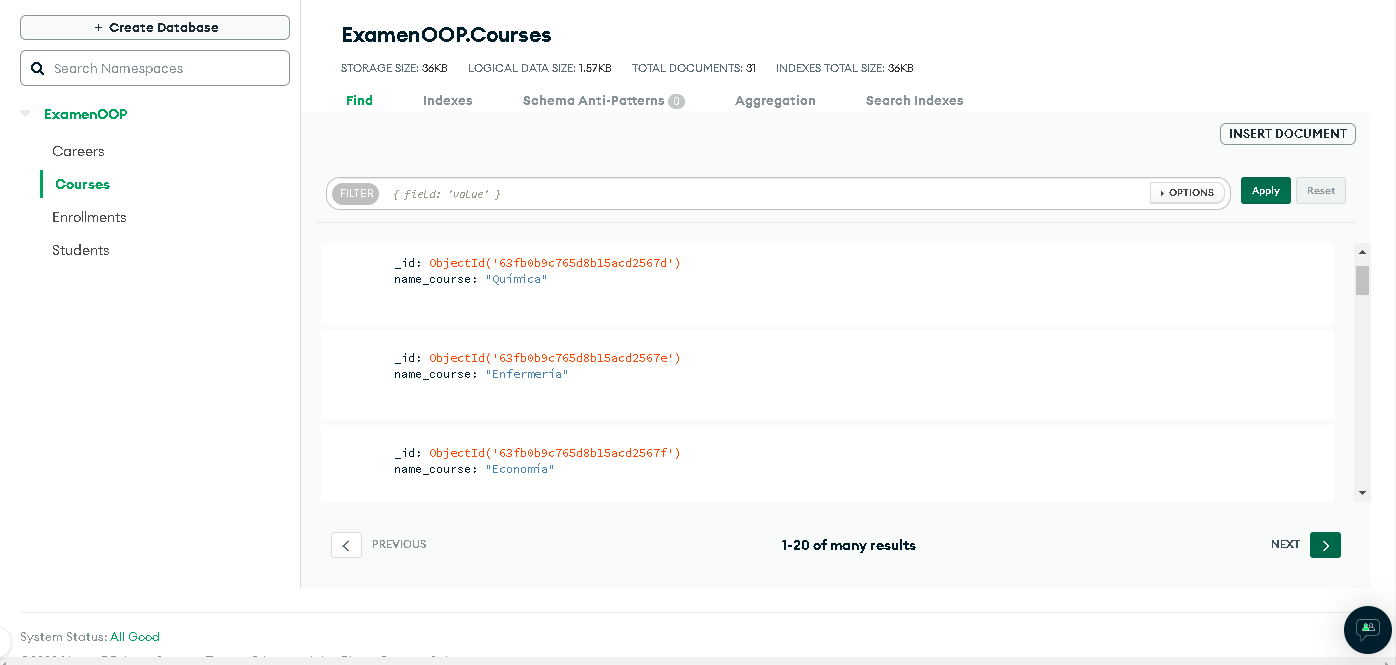 + Create Database
Search Namespaces
ExamenOOP
Careers
Courses
Enrollments
Students
ExamenOOP.Courses
STORAGE SIZE: 36KB LOGICAL DATA SIZE: 1.57KB TOTAL DOCUMENTS: 31 INDEXES TOTAL SIZE: 36KB
Find Indexes Schema Anti-Patterns 0 Aggregation Search Indexes
INSERT DOCUMENT
FILTER { field: 'value' } OPTIONS Apply Reset
_id: ObjectId('63fb0b9c765d8b15acd2567d')
name_course: "Química"
_id: ObjectId('63fb0b9c765d8b15acd2567e')
name_course: "Enfermería"
_id: ObjectId('63fb0b9c765d8b15acd2567f')
name_course: "Economía"
PREVIOUS 1-20 of many results NEXT
System Status: All Good